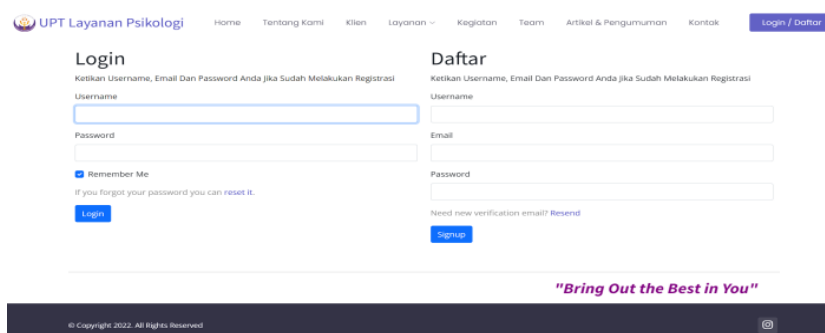 UPT Layanan Psikologi
Home Tentang Kami Klien Layanan Kegiatan Team Artikel & Pengumuman Kontak Login / Daftar
Login
Ketikan Username, Email Dan Password Anda Jika Sudah Melakukan Registrasi
Username
Password
Remember Me
If you forgot your password you can reset it.
Login
Daftar
Ketikan Username, Email Dan Password Anda Jika Sudah Melakukan Registrasi
Username
Email
Password
Need new verification email? Resend
Signup
"Bring Out the Best in You"
© Copyright 2022. All Rights Reserved